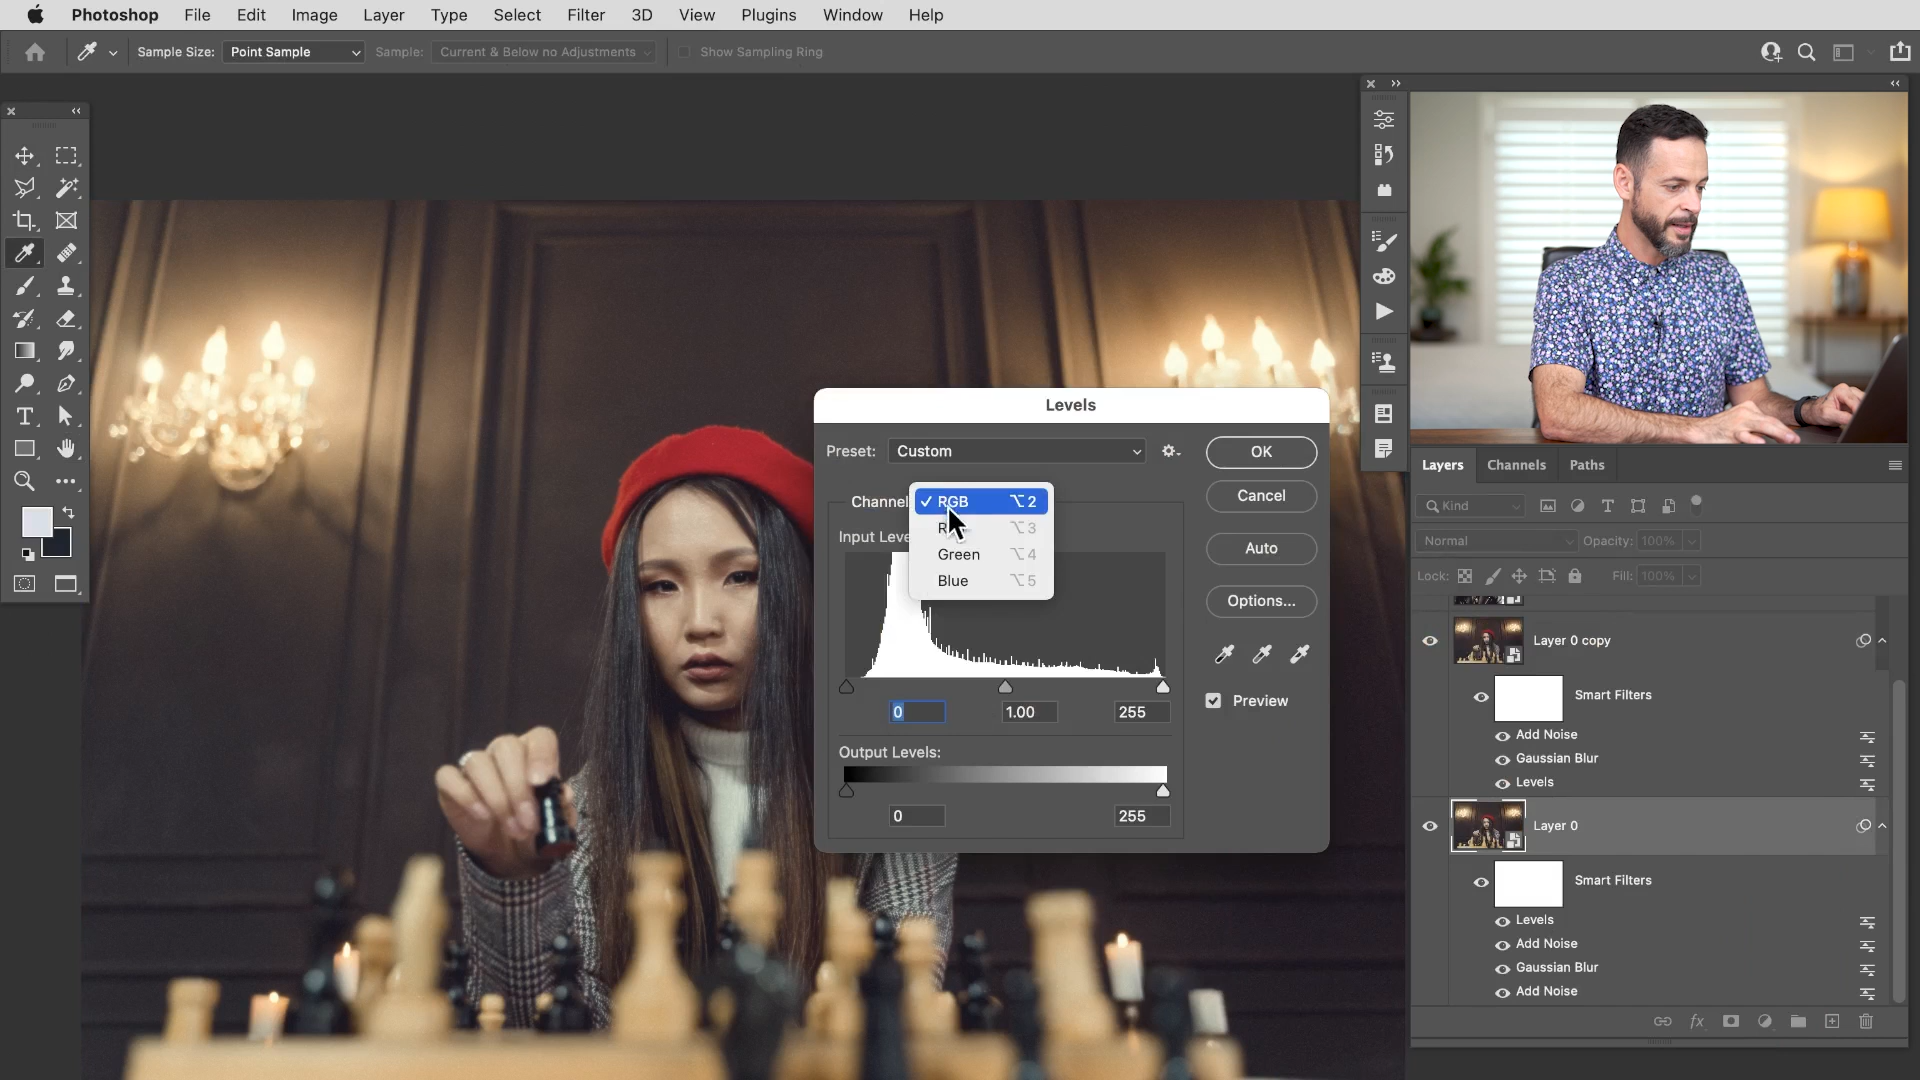 Photoshop File Edit Image Layer Type Select Filter 3D View Plugins Window Help
Sample Size: Point Sample Sample: Current & Below no Adjustments Show Sampling Ring
Levels
Preset: Custom OK
Channel RGB ⌥2 Cancel
⌥3
Input Leve
Green ⌥4 Auto
Blue ⌥5
Options...
Preview
0 1.00 255
Output Levels:
0 255
Layers Channels Paths
Kind
Normal Opacity: 100%
Lock: Fill: 100%
Layer 0 copy
Smart Filters
Add Noise
Gaussian Blur
Levels
Layer 0
Smart Filters
Levels
Add Noise
Gaussian Blur
Add Noise
fx